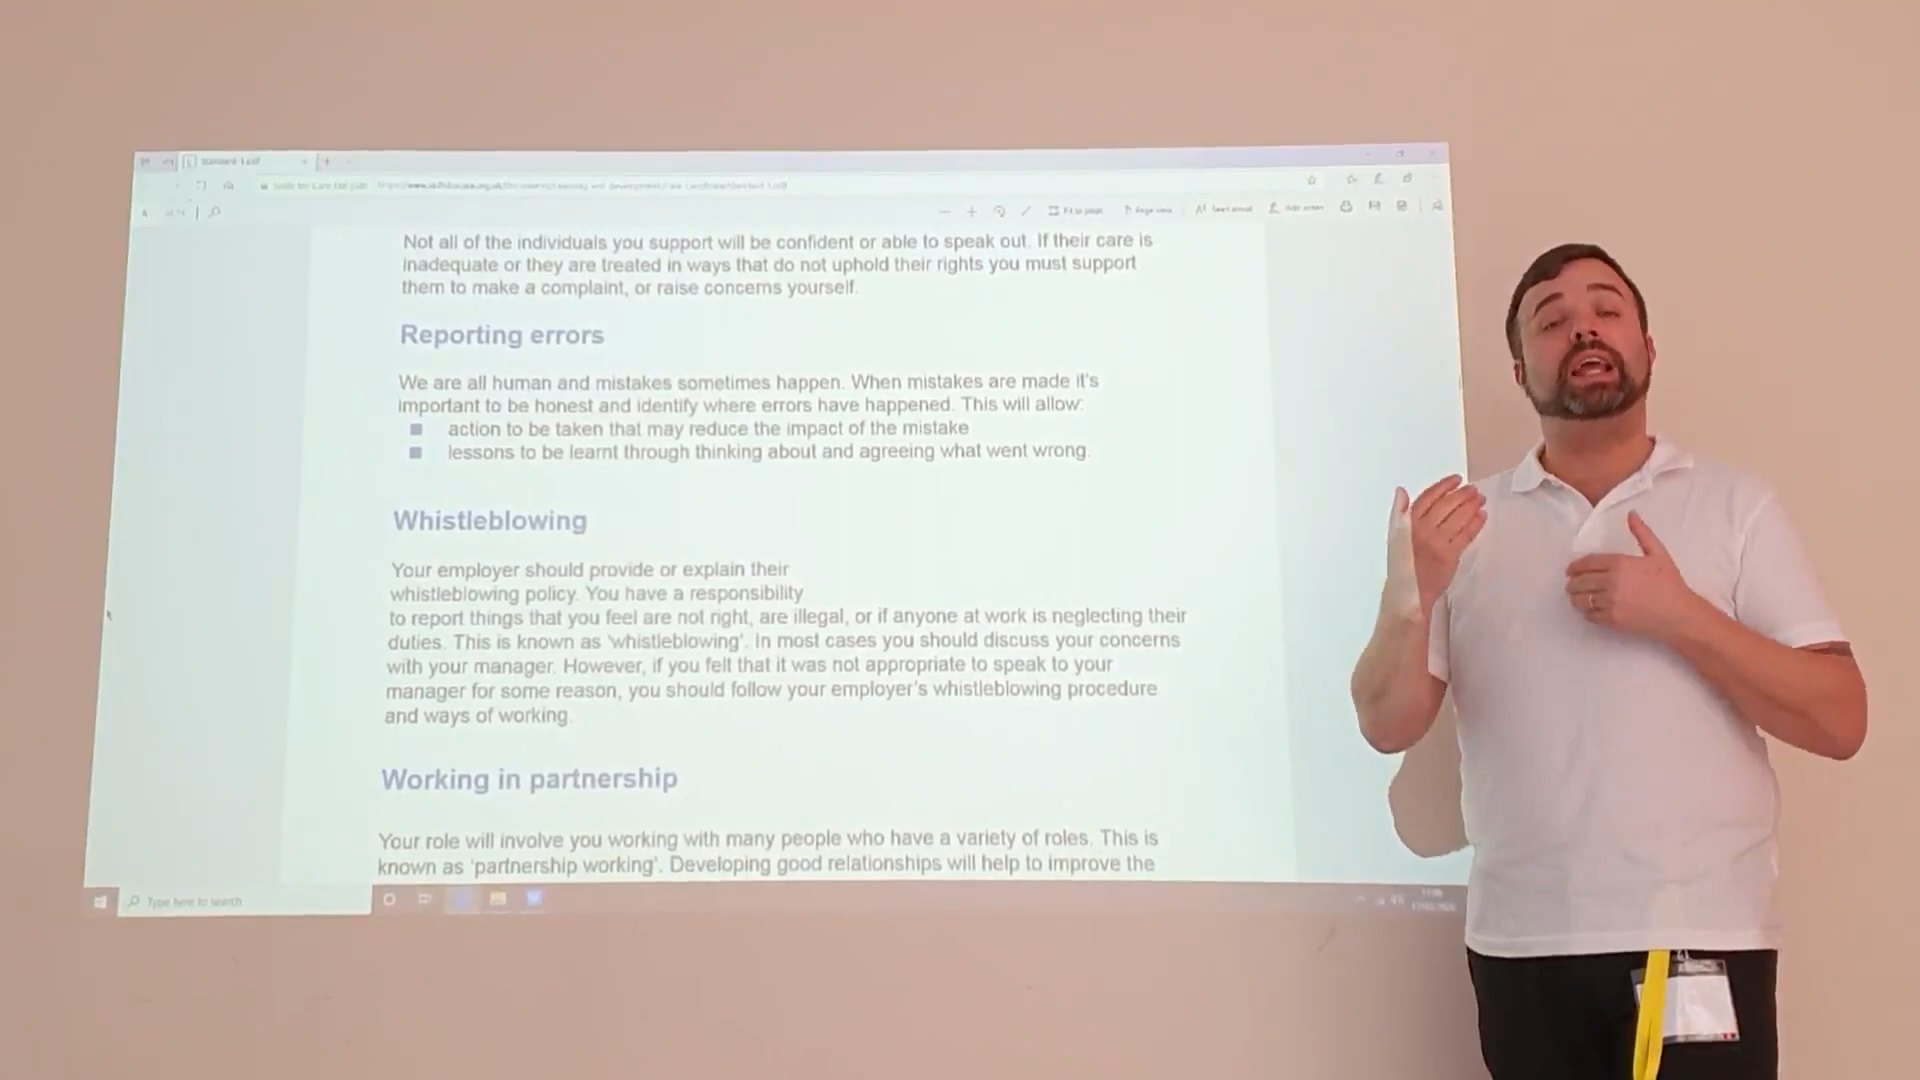 Not all of the individuals you support will be confident or able to speak out. If their care is
inadequate or they are treated in ways that do not uphold their rights you must support
them to make a complaint, or raise concerns yourself.
Reporting errors
We are all human and mistakes sometimes happen. When mistakes are made it's
important to be honest and identify where errors have happened. This will allow:
action to be taken that may reduce the impact of the mistake
lessons to be learnt through thinking about and agreeing what went wrong.
Whistleblowing
Your employer should provide or explain their
whistleblowing policy. You have a responsibility
to report things that you feel are not right, are illegal, or if anyone at work is neglecting their
duties. This is known as 'whistleblowing'. In most cases you should discuss your concerns
with your manager. However, if you felt that it was not appropriate to speak to your
manager for some reason, you should follow your employer's whistleblowing procedure
and ways of working.
Working in partnership
Your role will involve you working with many people who have a variety of roles. This is
known as 'partnership working'. Developing good relationships will help to improve the
Type here to search